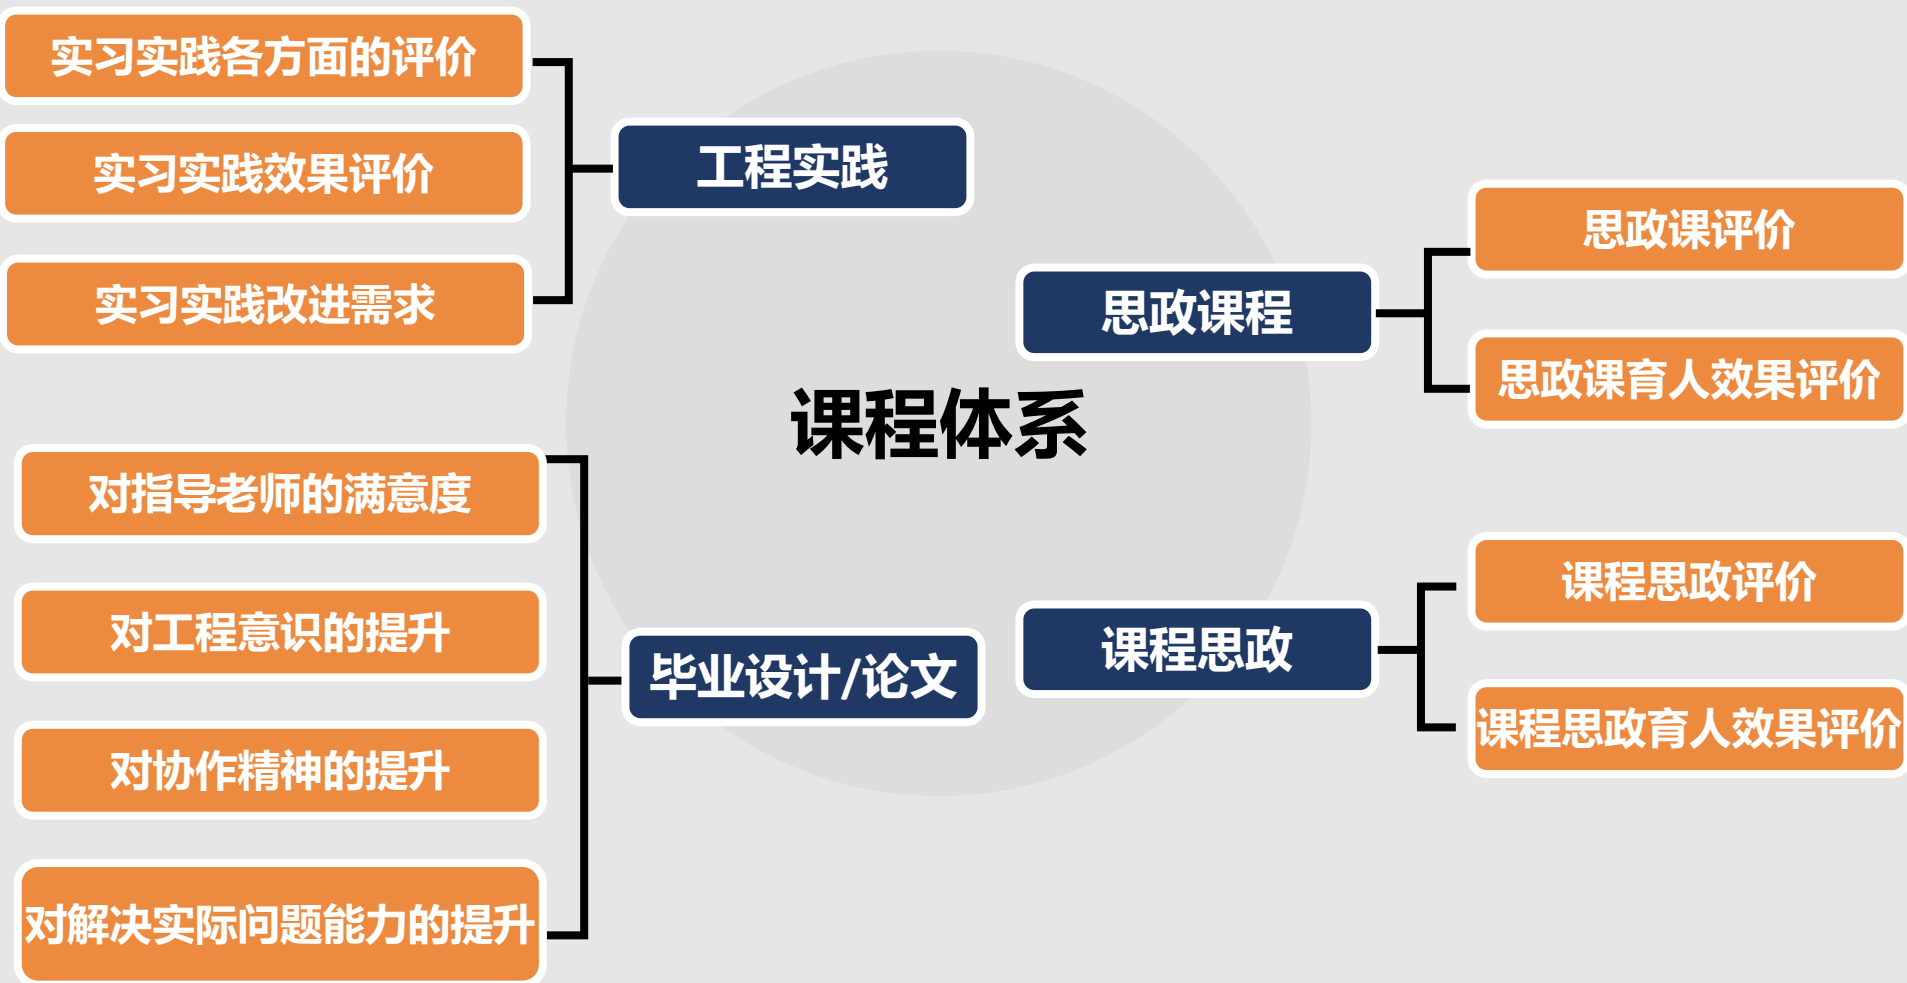 实习实践各方面的评价
实习实践效果评价
实习实践改进需求
工程实践
思政课评价
思政课程
思政课育人效果评价
课程体系
对指导老师的满意度
对工程意识的提升
对协作精神的提升
对解决实际问题能力的提升
毕业设计/论文
课程思政评价
课程思政
课程思政育人效果评价